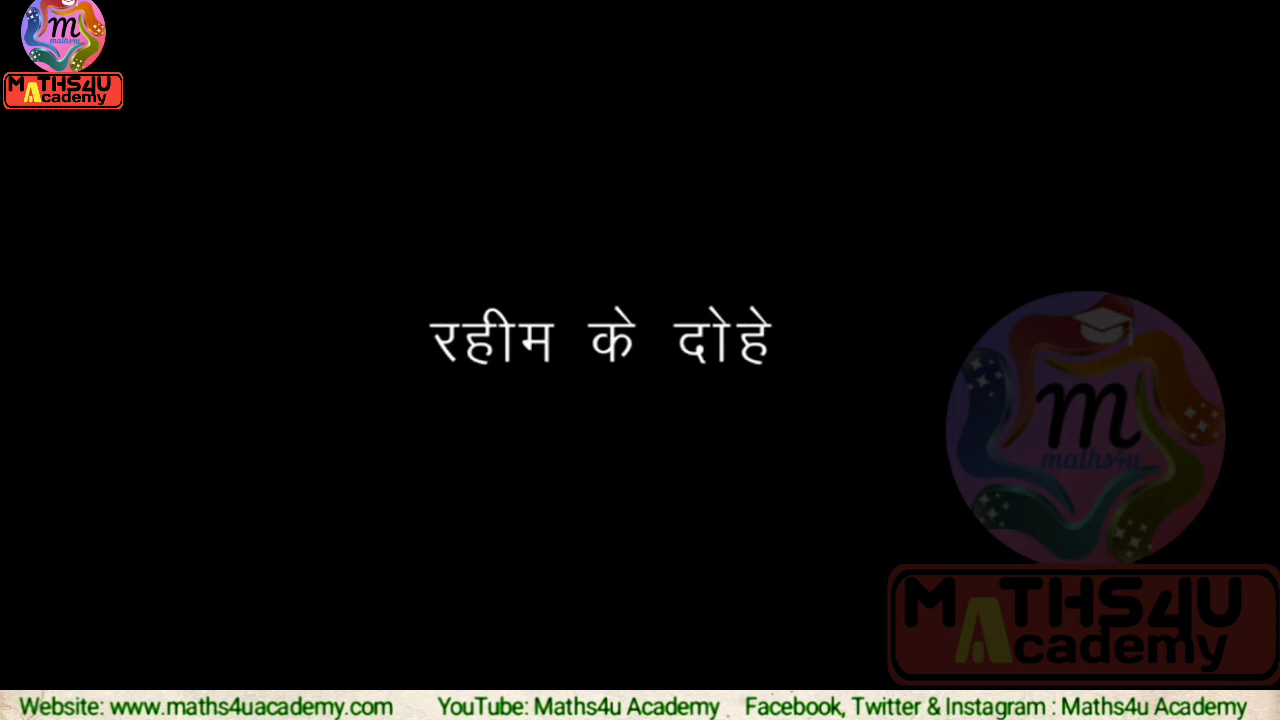 m
maths4u
MATHS4U
Academy
रहीम के दोहे
m
maths4u
MATHS4U
Academy
Website: www.maths4uacademy.com YouTube: Maths4u Academy Facebook, Twitter & Instagram : Maths4u Academy